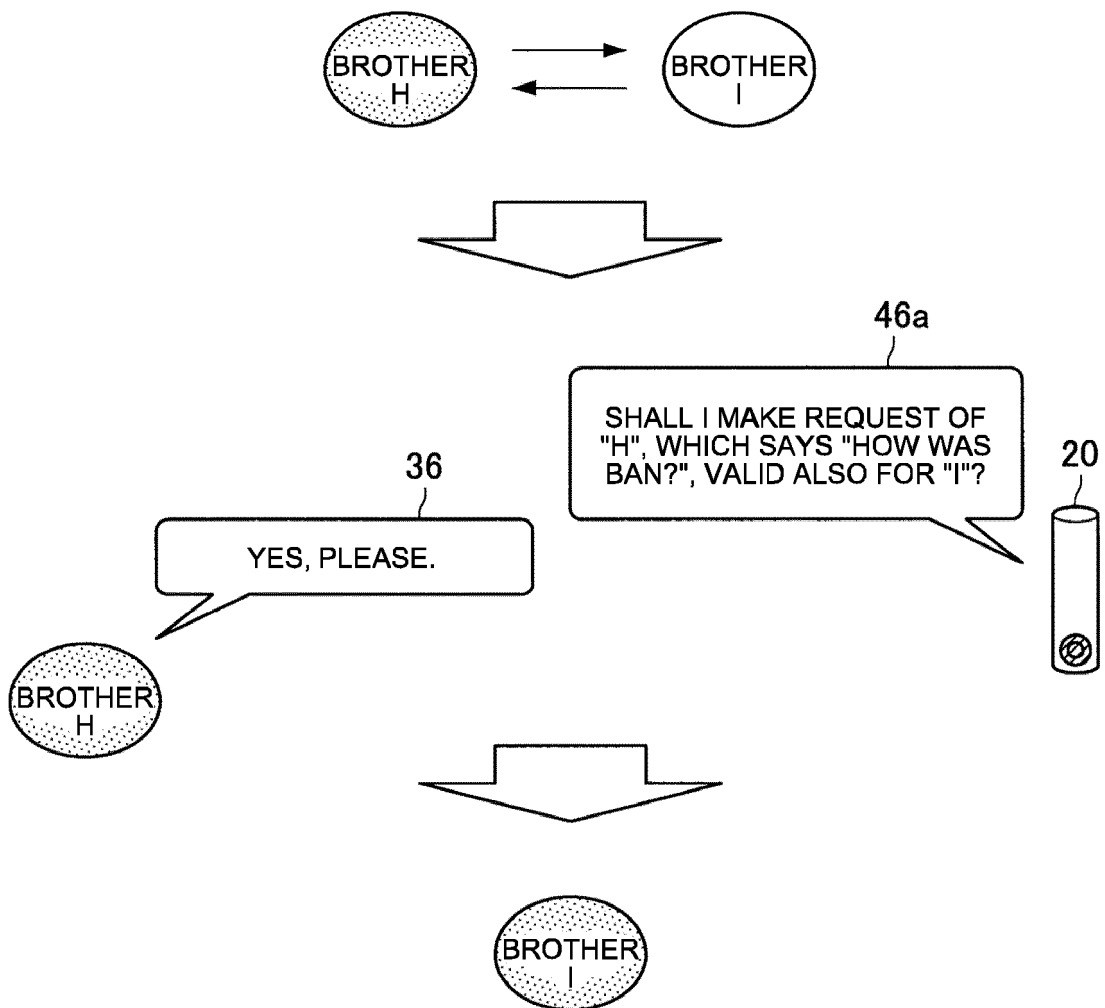 BROTHER
H
BROTHER
I
46a
SHALL I MAKE REQUEST OF
"H", WHICH SAYS "HOW WAS
BAN?", VALID ALSO FOR "I"?
20
36
YES, PLEASE.
BROTHER
H
BROTHER
I